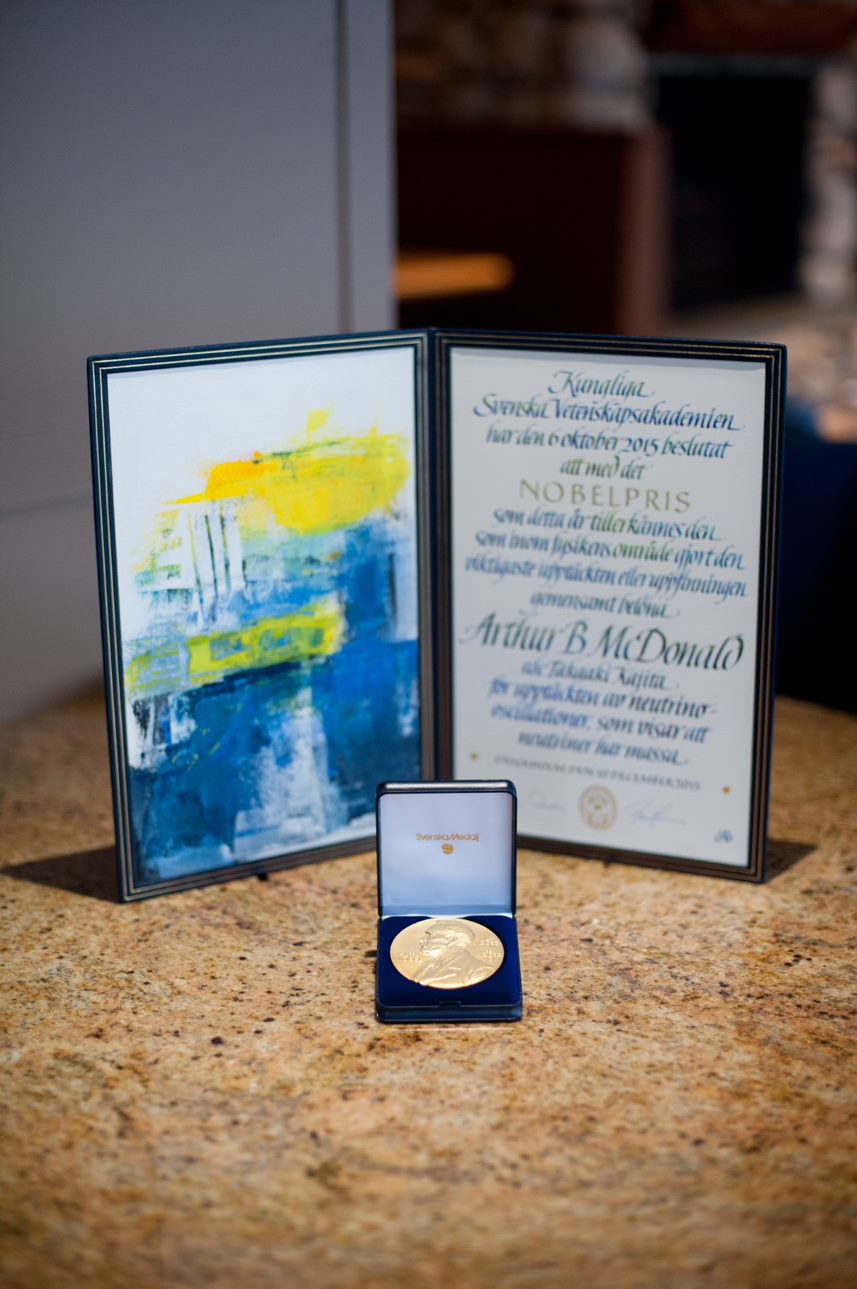 Kungliga
Svenska Vetenskapsakademien
har den 6 oktober 2015 beslutat
att med det
NOBELPRIS
som detta år tillerkännes den
som inom fysikens område gjort den
viktigaste upptäckten eller uppfinningen
gemensamt belöna
Arthur B. McDonald
och Takaaki Kajita
för upptäckten av neutrino-
oscillationer, som visar att
neutriner har massa.
STOCKHOLM DEN 10 DECEMBER 2015
Svenska Medalj